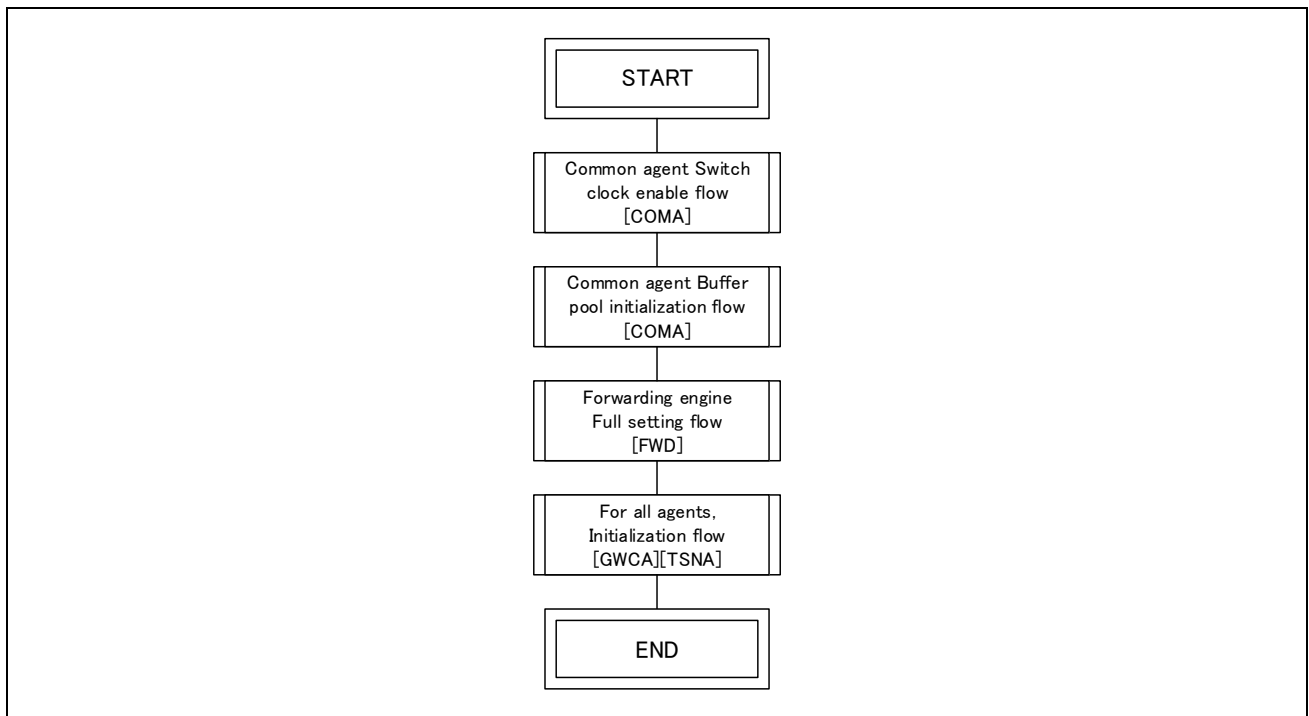 START
Common agent Switch
clock enable flow
[COMA]
Common agent Buffer
pool initialization flow
[COMA]
Forwarding engine
Full setting flow
[FWD]
For all agents,
Initialization flow
[GWCA][TSNA]
END